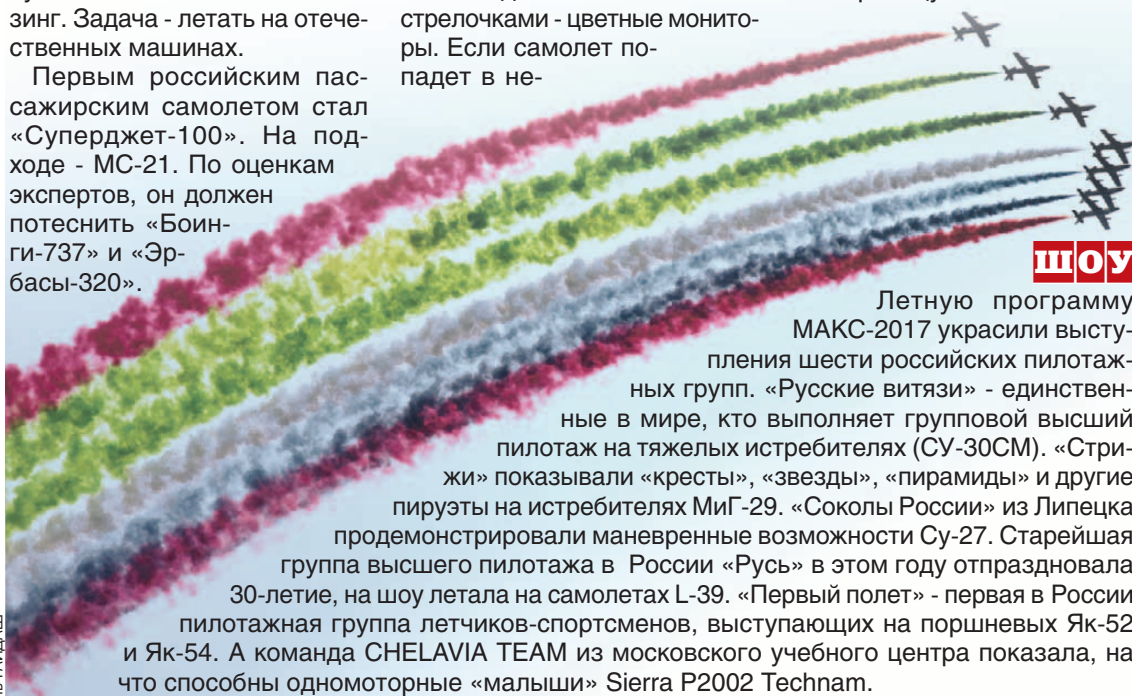 зинг. Задача - летать на отече-
ственных машинах.
Первым российским пас-
сажирским самолетом стал
«Суперджет-100». На под-
ходе - МС-21. По оценкам
экспертов, он должен
потеснить «Боин-
ги-737» и «Эр-
басы-320».
стрелочками - цветные монито-
ры. Если самолет по-
падет в не-
ШОУ
Летную программу
МАКС-2017 украсили высту-
пления шести российских пилотаж-
ных групп. «Русские витязи» - единствен-
ные в мире, кто выполняет групповой высший
пилотаж на тяжелых истребителях (СУ-30СМ). «Стри-
жи» показывали «кресты», «звезды», «пирамиды» и другие
пируэты на истребителях МиГ-29. «Соколы России» из Липецка
продемонстрировали маневренные возможности Су-27. Старейшая
группа высшего пилотажа в России «Русь» в этом году отпраздновала
30-летие, на шоу летала на самолетах L-39. «Первый полет» - первая в России
пилотажная группа летчиков-спортсменов, выступающих на поршневых Як-52
и Як-54. А команда CHELAVIA TEAM из московского учебного центра показала, на
что способны одномоторные «малыши» Sierra P2002 Technam.